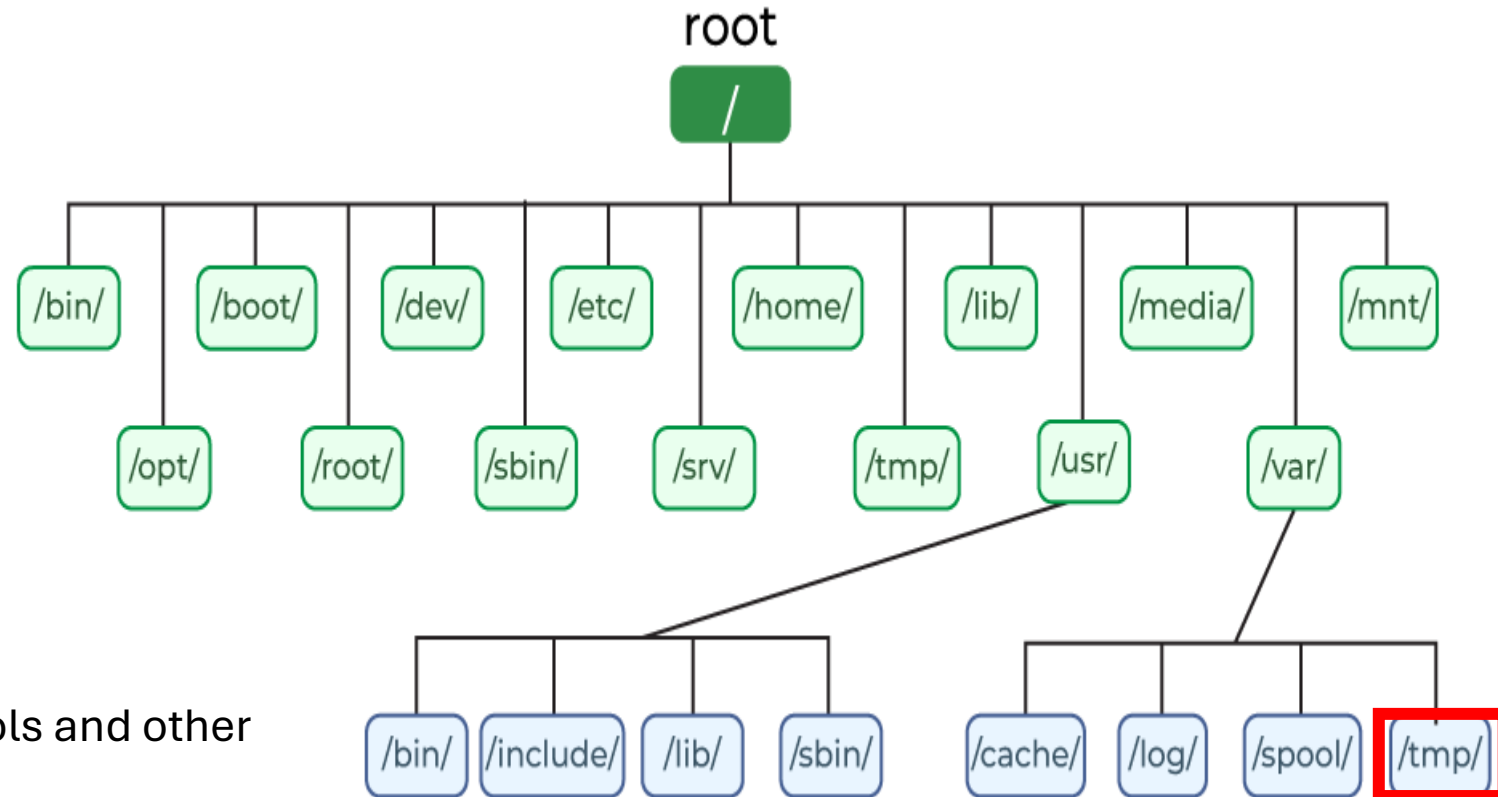 root
/
/bin/ /boot/ /dev/ /etc/ /home/ /lib/ /media/ /mnt/
/opt/ /root/ /sbin/ /srv/ /tmp/ /usr/ /var/
ols and other
/bin/ /include/ /lib/ /sbin/ /cache/ /log/ /spool/ /tmp/